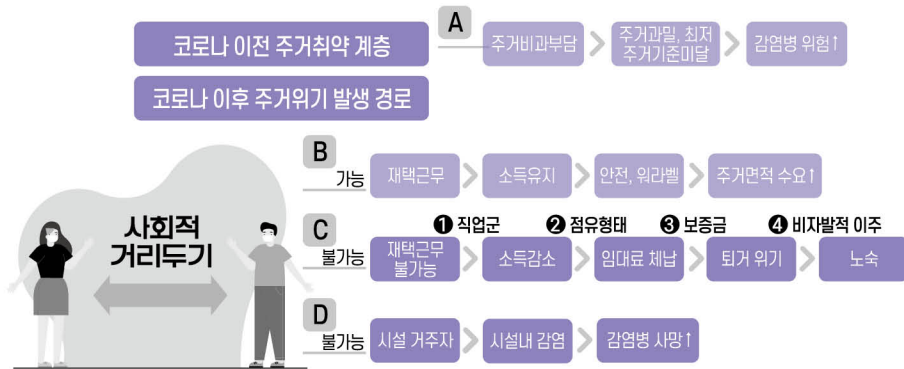 코로나 이전 주거취약 계층
A
주거비과부담
주거과밀, 최저
주거기준미달
감염병 위험↑
코로나 이후 주거위기 발생 경로
사회적
거리두기
B
가능
재택근무
소득유지
안전, 워라벨
주거면적 수요↑
C
불가능
❶ 직업군
❷ 점유형태
❸ 보증금
❹ 비자발적 이주
재택근무
불가능
소득감소
임대료 체납
퇴거 위기
노숙
D
불가능
시설 거주자
시설내 감염
감염병 사망↑